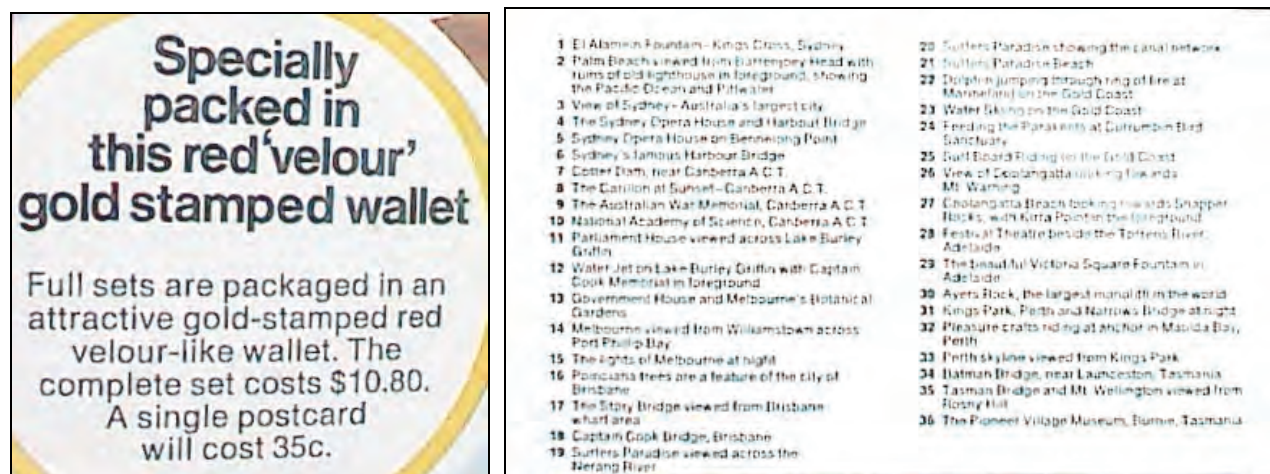 Specially
packed in
this red 'velour'
gold stamped wallet
Full sets are packaged in an
attractive gold-stamped red
velour-like wallet. The
complete set costs $10.80.
A single postcard
will cost 35c.
1 El Alamein Fountain - Kings Cross, Sydney
2 Palm Beach viewed from Barrenjoey Head with
ruins of old lighthouse in foreground, showing
the Pacific Ocean and Pittwater
3 View of Sydney - Australia's largest city
4 The Sydney Opera House and Harbour Bridge
5 Sydney Opera House on Bennelong Point
6 Sydney's famous Harbour Bridge
7 Cotter Dam, near Canberra A.C.T.
8 The Carillon at Sunset - Canberra A.C.T.
9 The Australian War Memorial, Canberra A.C.T.
10 National Academy of Science, Canberra A.C.T.
11 Parliament House viewed across Lake Burley
Griffin
12 Water Jet on Lake Burley Griffin with Captain
Cook Memorial in foreground
13 Government House and Melbourne's Botanical
Gardens
14 Melbourne viewed from Williamstown across
Port Phillip Bay
15 The lights of Melbourne at night
16 Poinciana trees are a feature of the city of
Brisbane
17 The Story Bridge viewed from Brisbane
wharf area
18 Captain Cook Bridge, Brisbane
19 Surfers Paradise viewed across the
Nerang River
20 Surfers Paradise showing the canal network
21 Surfers Paradise Beach
22 Dolphin jumping through ring of fire at
Marineland on the Gold Coast
23 Water Skiing on the Gold Coast
24 Feeding the Parakeets at Currumbin Bird
Sanctuary
25 Surf Board Riding on the Gold Coast
26 View of Coolangatta looking towards
Mt. Warning
27 Coolangatta Beach looking towards Snapper
Rocks, with Kirra Point in the foreground
28 Festival Theatre beside the Torrens River,
Adelaide
29 The beautiful Victoria Square Fountain in
Adelaide
30 Ayers Rock, the largest monolith in the world
31 Kings Park, Perth and Narrows Bridge at night
32 Pleasure crafts riding at anchor in Matilda Bay,
Perth
33 Perth skyline viewed from Kings Park
34 Batman Bridge, near Launceston, Tasmania
35 Tasman Bridge and Mt. Wellington viewed from
Rosny Hill
36 The Pioneer Village Museum, Burnie, Tasmania